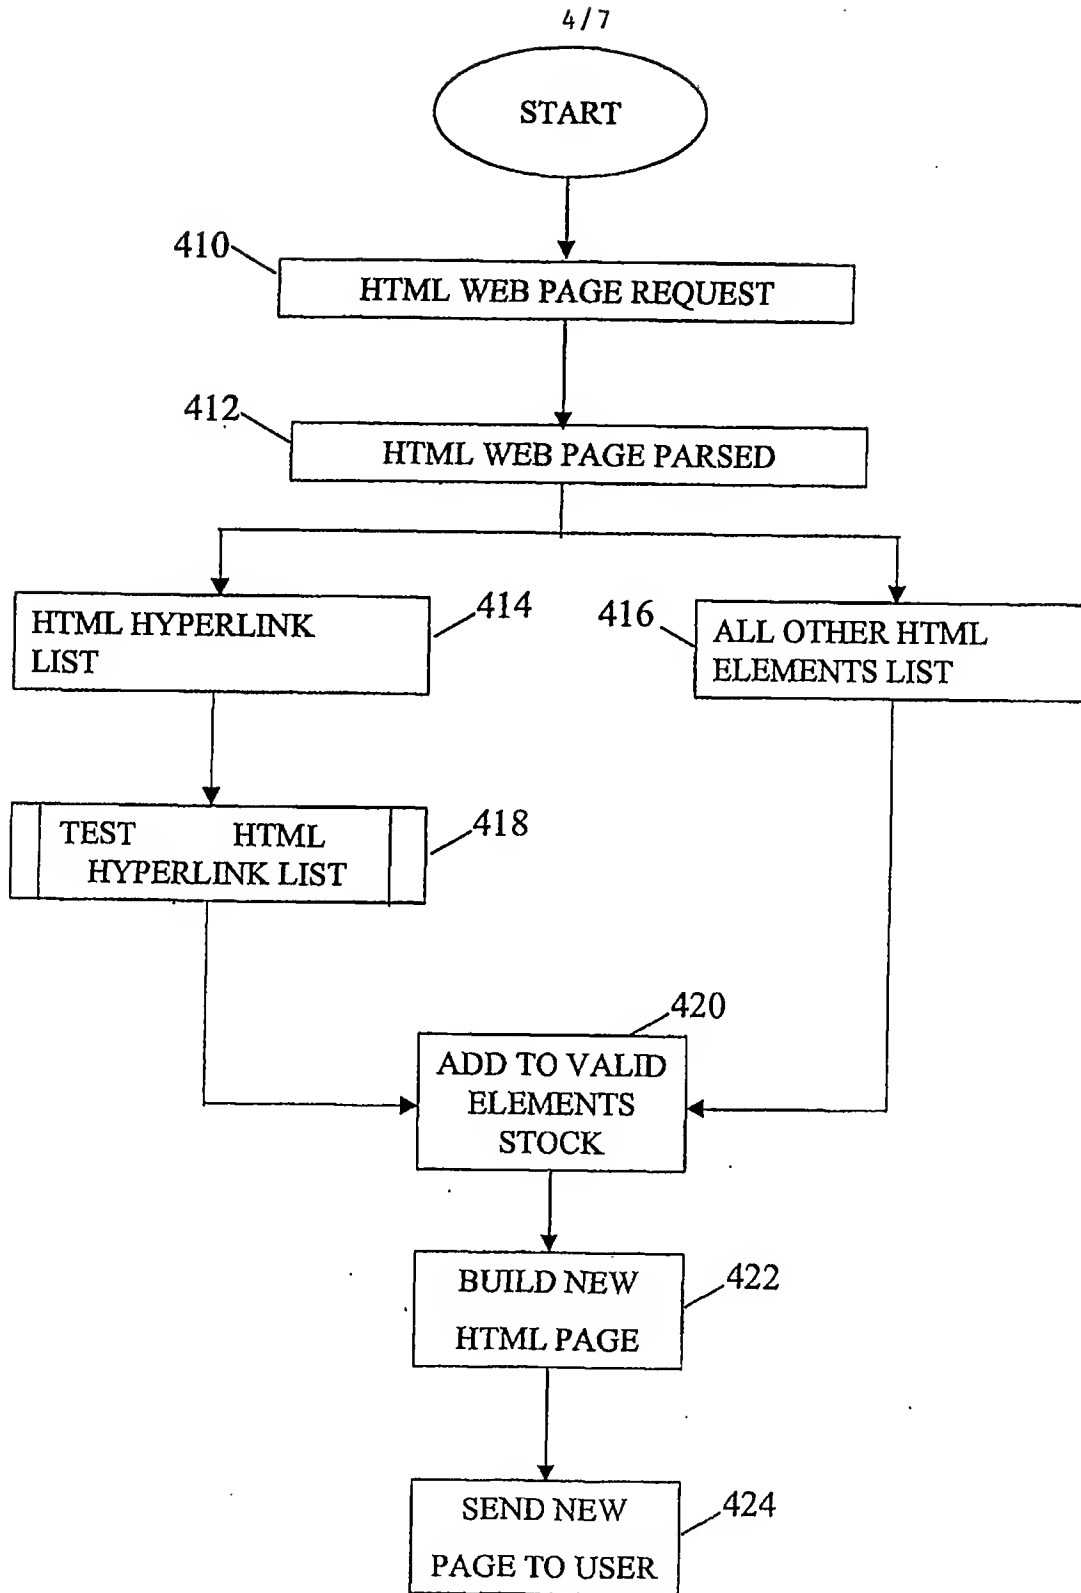 4/7
START
410
HTML WEB PAGE REQUEST
412
HTML WEB PAGE PARSED
HTML HYPERLINK
LIST
414
416
ALL OTHER HTML
ELEMENTS LIST
TEST HTML
HYPERLINK LIST
418
420
ADD TO VALID
ELEMENTS
STOCK
BUILD NEW
HTML PAGE
422
SEND NEW
PAGE TO USER
424